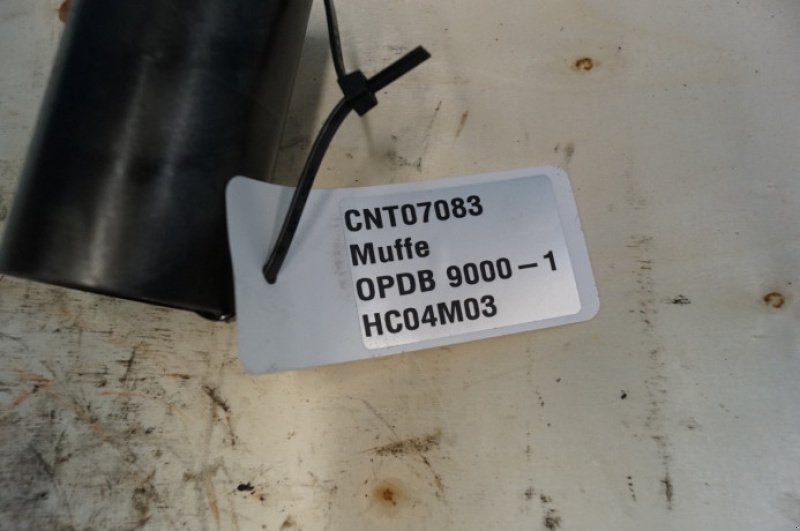 CNT07083
Muffe
OPDB 9000-1
HC04M03